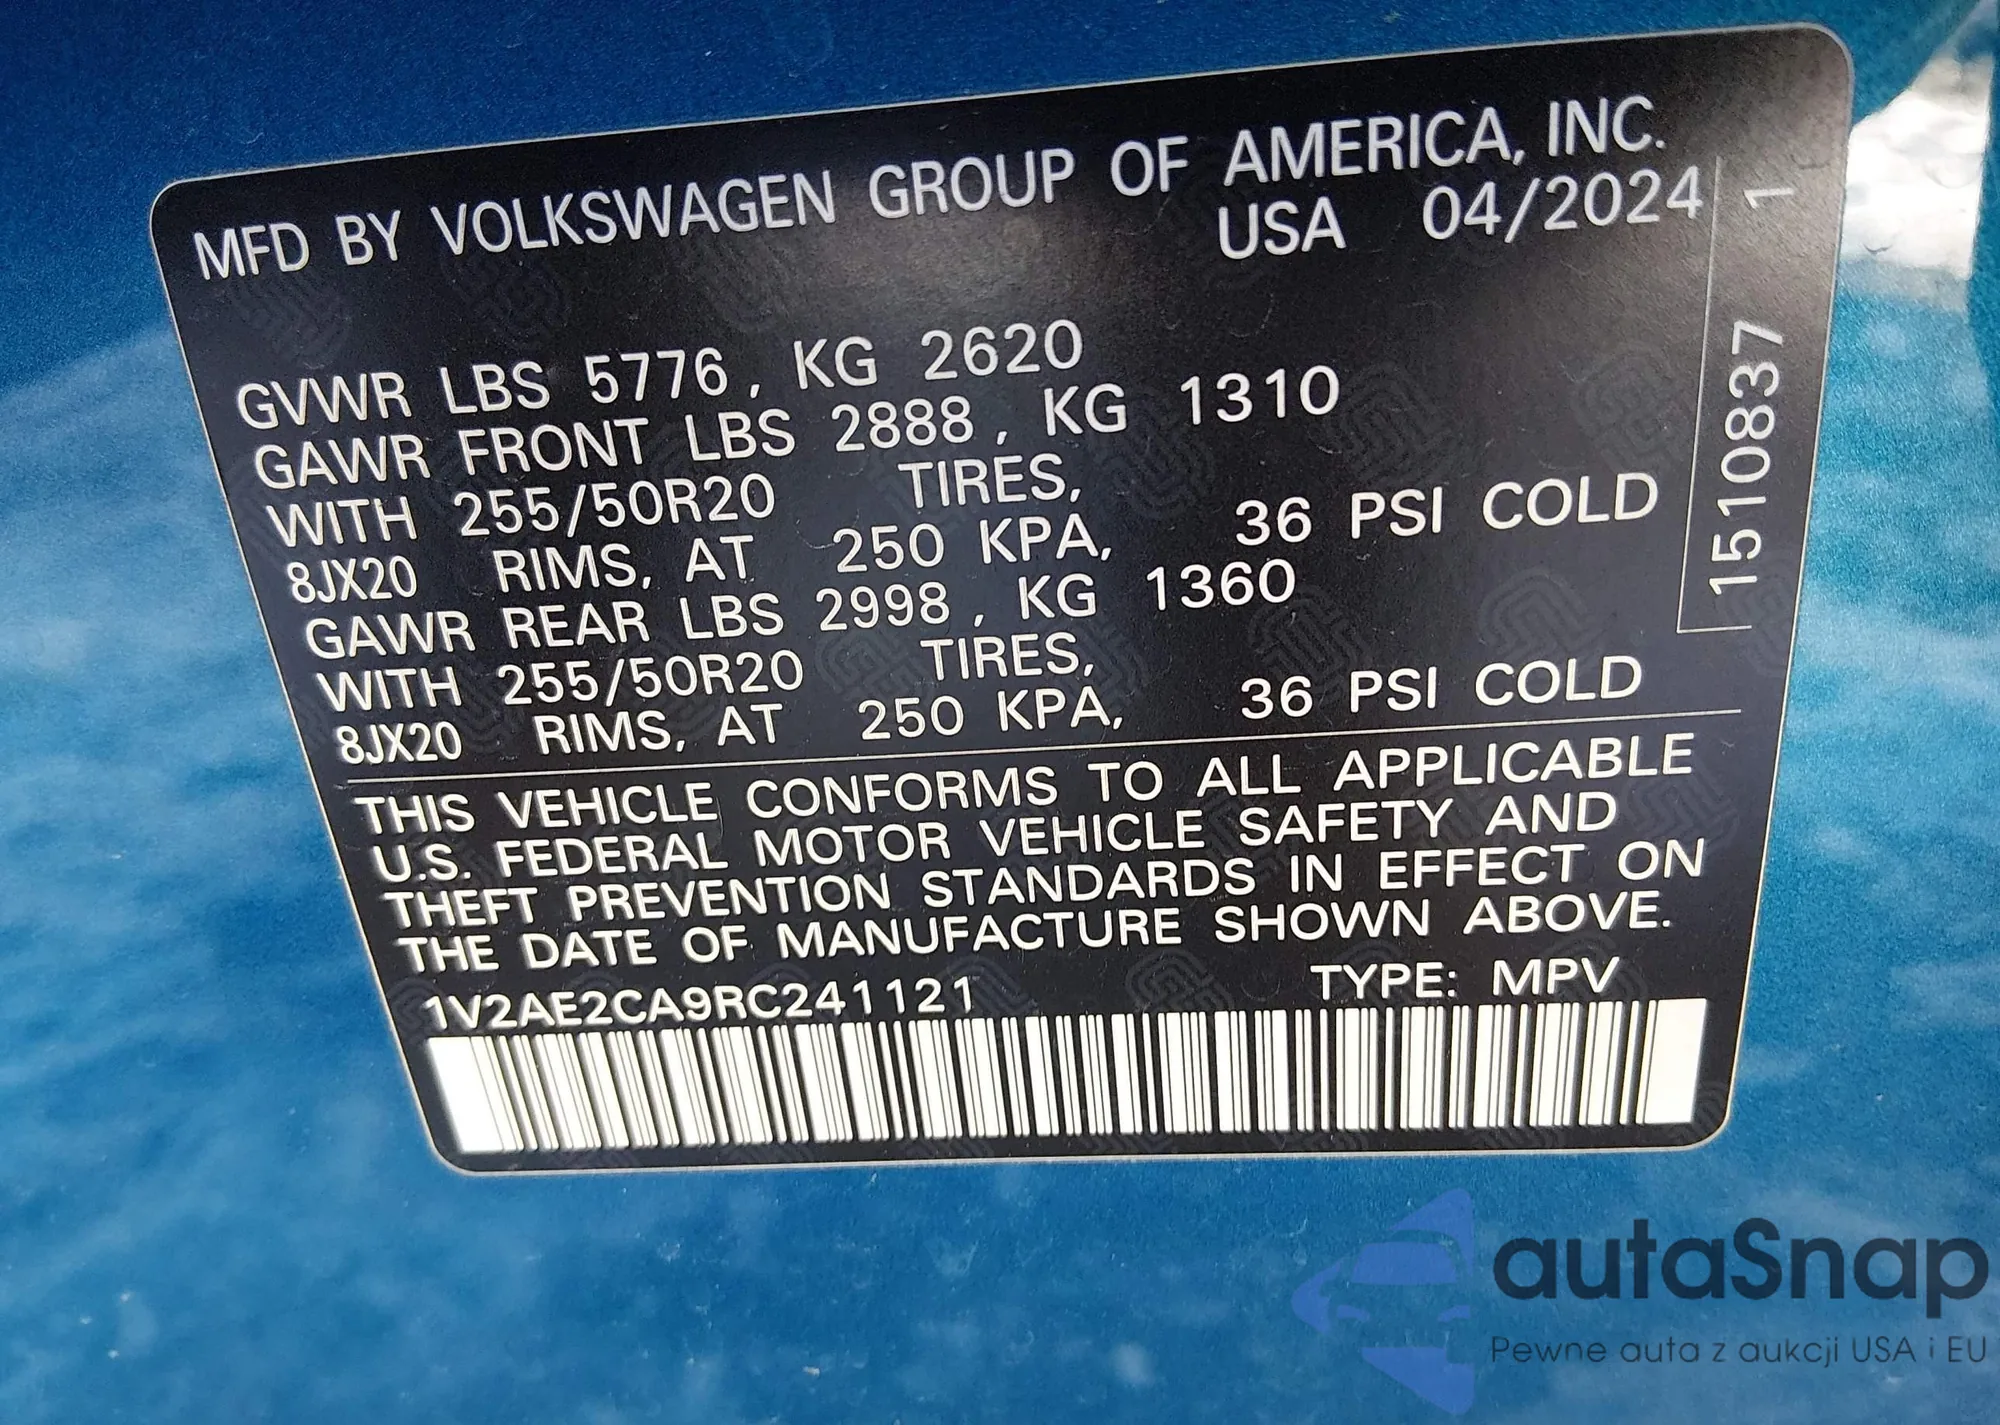 MFD BY VOLKSWAGEN GROUP OF AMERICA, INC.
USA 04/2024
GVWR LBS 5776, KG 2620
GAWR FRONT LBS 2888, KG 1310
WITH 255/50R20 TIRES,
8JX20 RIMS, AT 250 KPA, 36 PSI COLD
GAWR REAR LBS 2998, KG 1360
WITH 255/50R20 TIRES,
8JX20 RIMS, AT 250 KPA, 36 PSI COLD
THIS VEHICLE CONFORMS TO ALL APPLICABLE
U.S. FEDERAL MOTOR VEHICLE SAFETY AND
THEFT PREVENTION STANDARDS IN EFFECT ON
THE DATE OF MANUFACTURE SHOWN ABOVE.
1V2AE2CA9RC241121 TYPE: MPV
1510837 1
autaSnap
Pewne auta z aukcji USA i EU